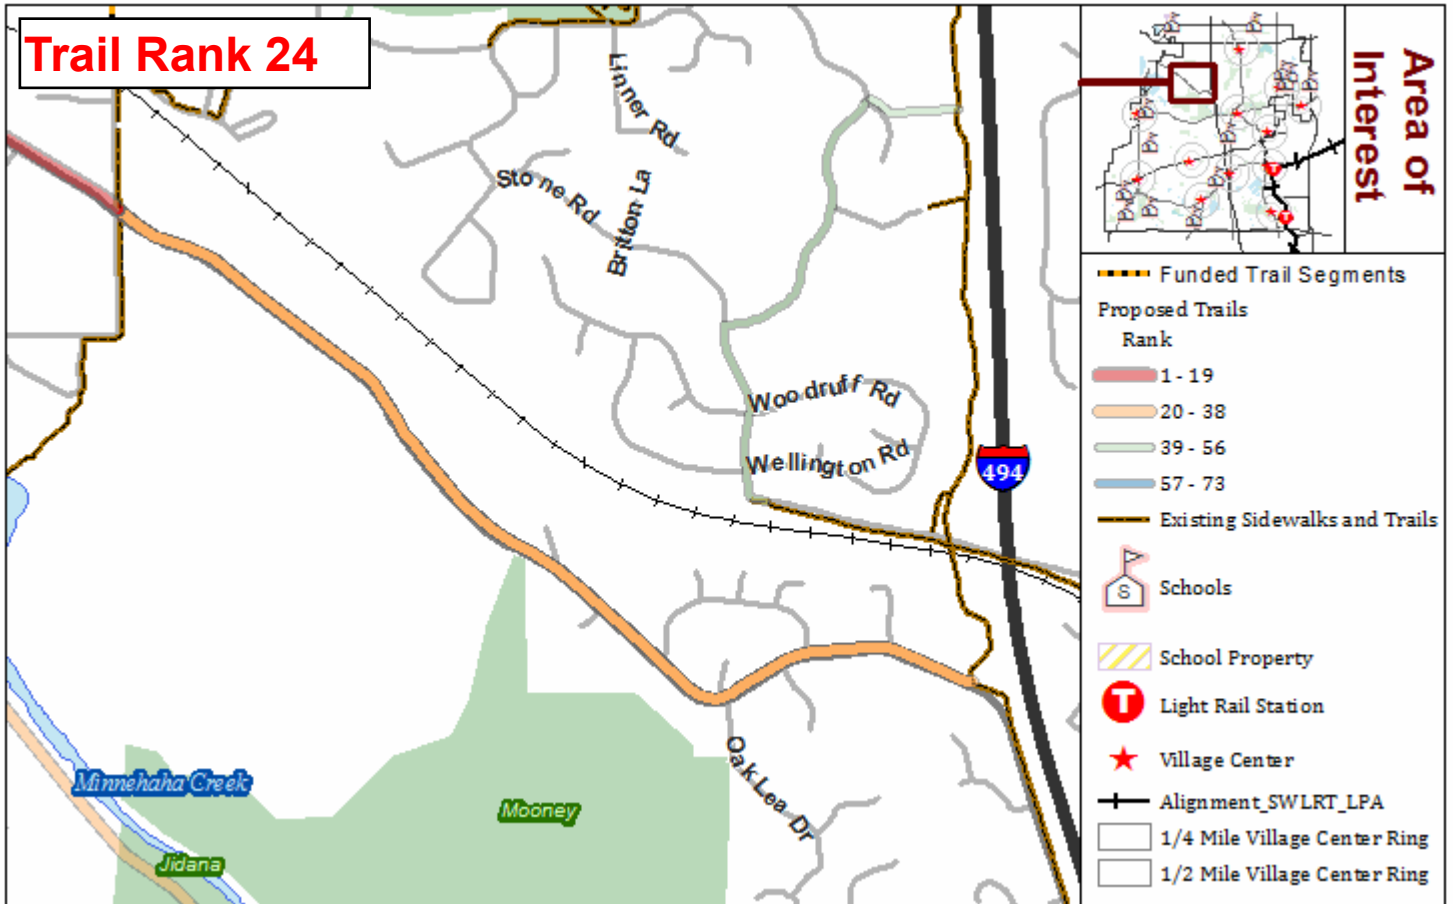 Trail Rank 24
Linner Rd
Stone Rd
Britton La
Woodruff Rd
Wellington Rd
494
Oak Lea Dr
Minnehaha Creek
Mooney
Jidana
Area of
Interest
T
T
Funded Trail Segments
Proposed Trails
Rank
1 - 19
20 - 38
39 - 56
57 - 73
Existing Sidewalks and Trails
S
Schools
School Property
T
Light Rail Station
Village Center
Alignment_SWLRT_LPA
1/4 Mile Village Center Ring
1/2 Mile Village Center Ring